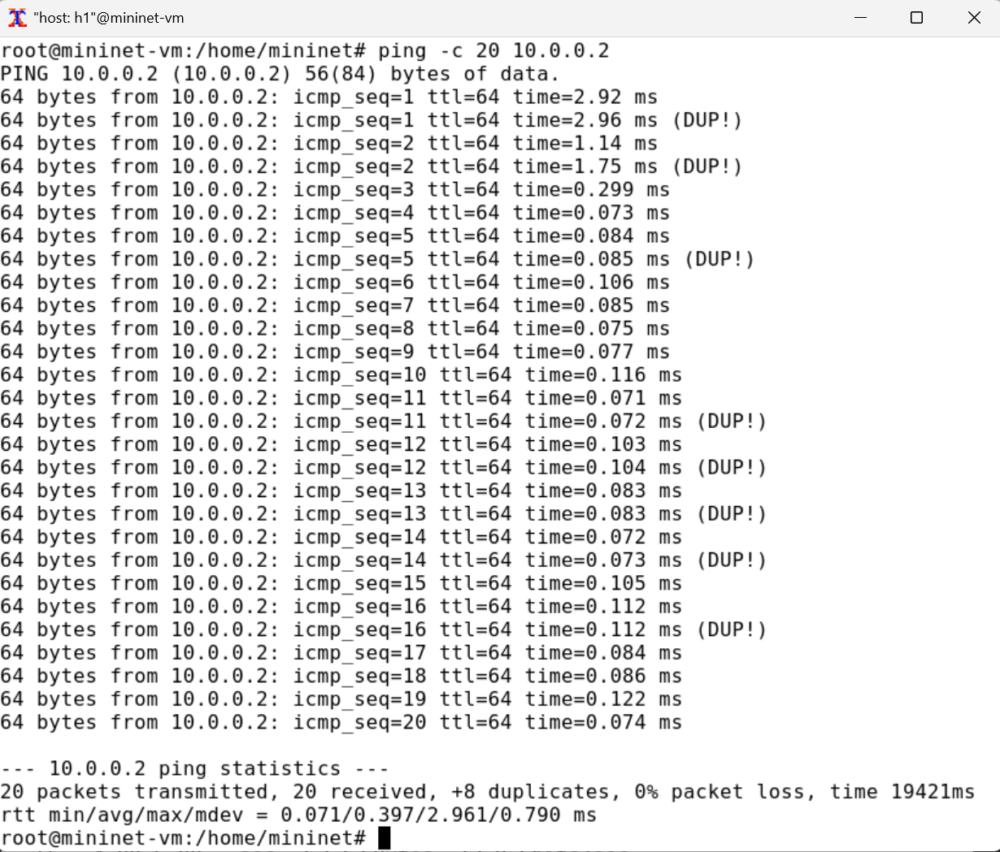 "host: h1"@mininet-vm
root@mininet-vm:/home/mininet# ping -c 20 10.0.0.2
PING 10.0.0.2 (10.0.0.2) 56(84) bytes of data.
64 bytes from 10.0.0.2: icmp_seq=1 ttl=64 time=2.92 ms
64 bytes from 10.0.0.2: icmp_seq=1 ttl=64 time=2.96 ms (DUP!)
64 bytes from 10.0.0.2: icmp_seq=2 ttl=64 time=1.14 ms
64 bytes from 10.0.0.2: icmp_seq=2 ttl=64 time=1.75 ms (DUP!)
64 bytes from 10.0.0.2: icmp_seq=3 ttl=64 time=0.299 ms
64 bytes from 10.0.0.2: icmp_seq=4 ttl=64 time=0.073 ms
64 bytes from 10.0.0.2: icmp_seq=5 ttl=64 time=0.084 ms
64 bytes from 10.0.0.2: icmp_seq=5 ttl=64 time=0.085 ms (DUP!)
64 bytes from 10.0.0.2: icmp_seq=6 ttl=64 time=0.106 ms
64 bytes from 10.0.0.2: icmp_seq=7 ttl=64 time=0.085 ms
64 bytes from 10.0.0.2: icmp_seq=8 ttl=64 time=0.075 ms
64 bytes from 10.0.0.2: icmp_seq=9 ttl=64 time=0.077 ms
64 bytes from 10.0.0.2: icmp_seq=10 ttl=64 time=0.116 ms
64 bytes from 10.0.0.2: icmp_seq=11 ttl=64 time=0.071 ms
64 bytes from 10.0.0.2: icmp_seq=11 ttl=64 time=0.072 ms (DUP!)
64 bytes from 10.0.0.2: icmp_seq=12 ttl=64 time=0.103 ms
64 bytes from 10.0.0.2: icmp_seq=12 ttl=64 time=0.104 ms (DUP!)
64 bytes from 10.0.0.2: icmp_seq=13 ttl=64 time=0.083 ms
64 bytes from 10.0.0.2: icmp_seq=13 ttl=64 time=0.083 ms (DUP!)
64 bytes from 10.0.0.2: icmp_seq=14 ttl=64 time=0.072 ms
64 bytes from 10.0.0.2: icmp_seq=14 ttl=64 time=0.073 ms (DUP!)
64 bytes from 10.0.0.2: icmp_seq=15 ttl=64 time=0.105 ms
64 bytes from 10.0.0.2: icmp_seq=16 ttl=64 time=0.112 ms
64 bytes from 10.0.0.2: icmp_seq=16 ttl=64 time=0.112 ms (DUP!)
64 bytes from 10.0.0.2: icmp_seq=17 ttl=64 time=0.084 ms
64 bytes from 10.0.0.2: icmp_seq=18 ttl=64 time=0.086 ms
64 bytes from 10.0.0.2: icmp_seq=19 ttl=64 time=0.122 ms
64 bytes from 10.0.0.2: icmp_seq=20 ttl=64 time=0.074 ms
--- 10.0.0.2 ping statistics ---
20 packets transmitted, 20 received, +8 duplicates, 0% packet loss, time 19421ms
rtt min/avg/max/mdev = 0.071/0.397/2.961/0.790 ms
root@mininet-vm:/home/mininet#